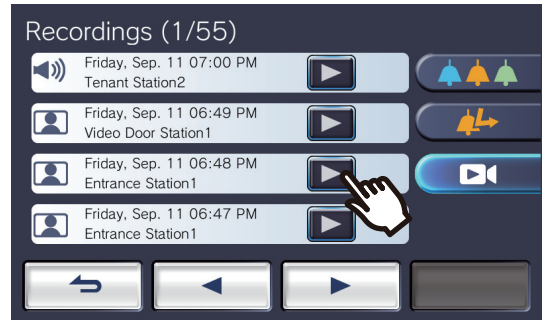 Recordings (1/55)
Friday, Sep. 11 07:00 PM
Tenant Station2
Friday, Sep. 11 06:49 PM
Video Door Station1
Friday, Sep. 11 06:48 PM
Entrance Station1
Friday, Sep. 11 06:47 PM
Entrance Station1